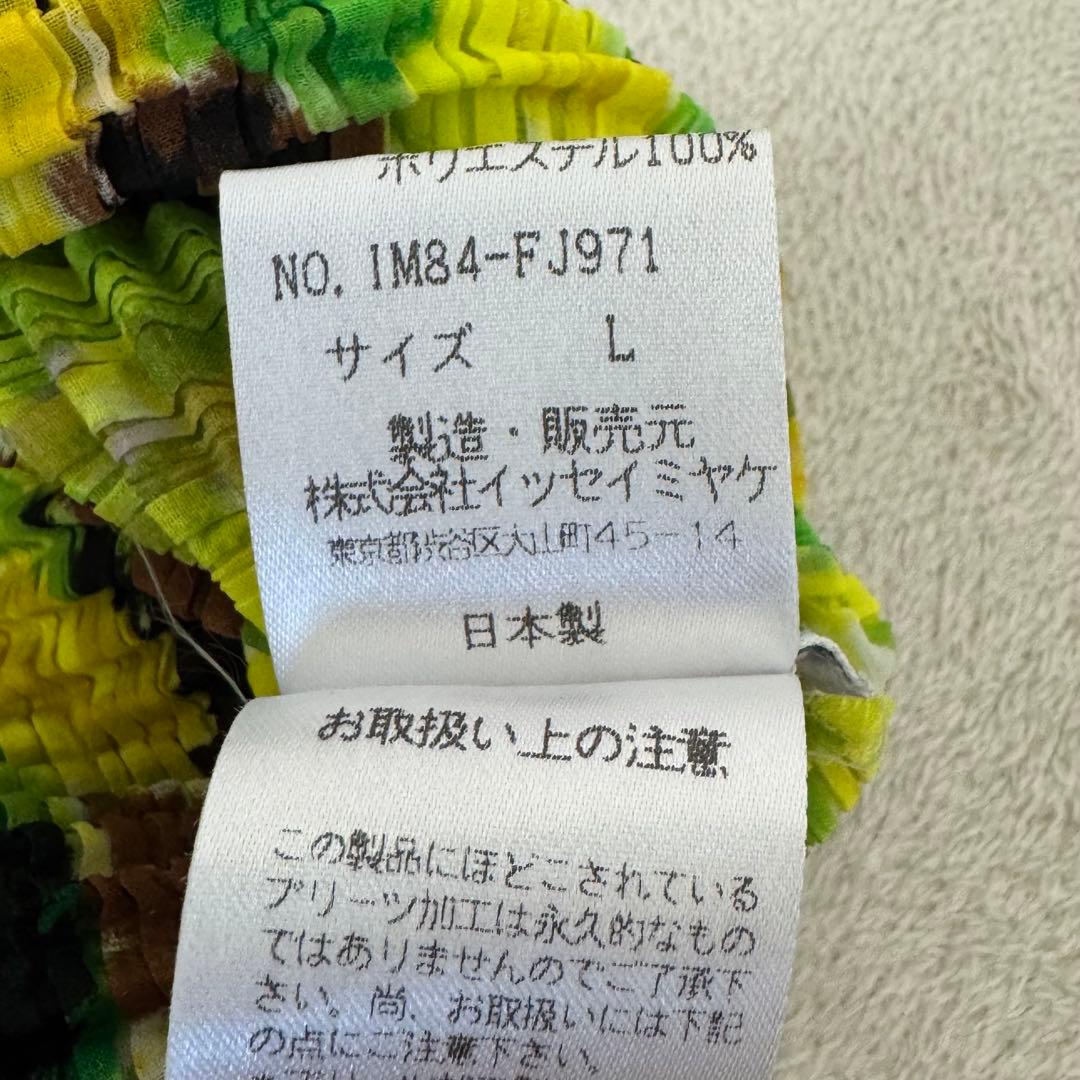 ポリエステル100%
NO. IM84-FJ971
サイズ L
製造・販売元
株式会社イッセイミヤケ
東京都渋谷区大山町45-14
日本製
お取扱い上の注意
この製品にほどこされている
プリーツ加工は永久的なもの
ではありませんのでご了承下
さい。尚、お取扱いには下記
の点にご注意下さい。